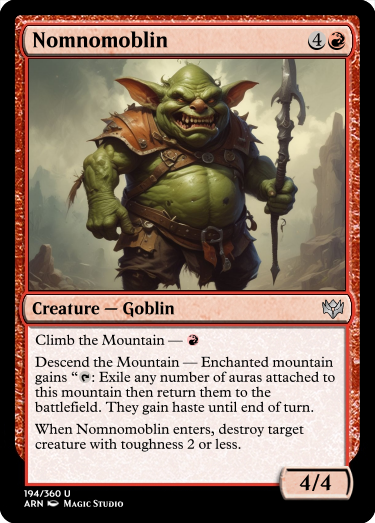 Nomnomoblin 4
Creature — Goblin
Climb the Mountain —
Descend the Mountain — Enchanted mountain
gains “: Exile any number of auras attached to
this mountain then return them to the
battlefield. They gain haste until end of turn.
When Nomnomoblin enters, destroy target
creature with toughness 2 or less.
4/4
194/360 U
ARN Magic Studio